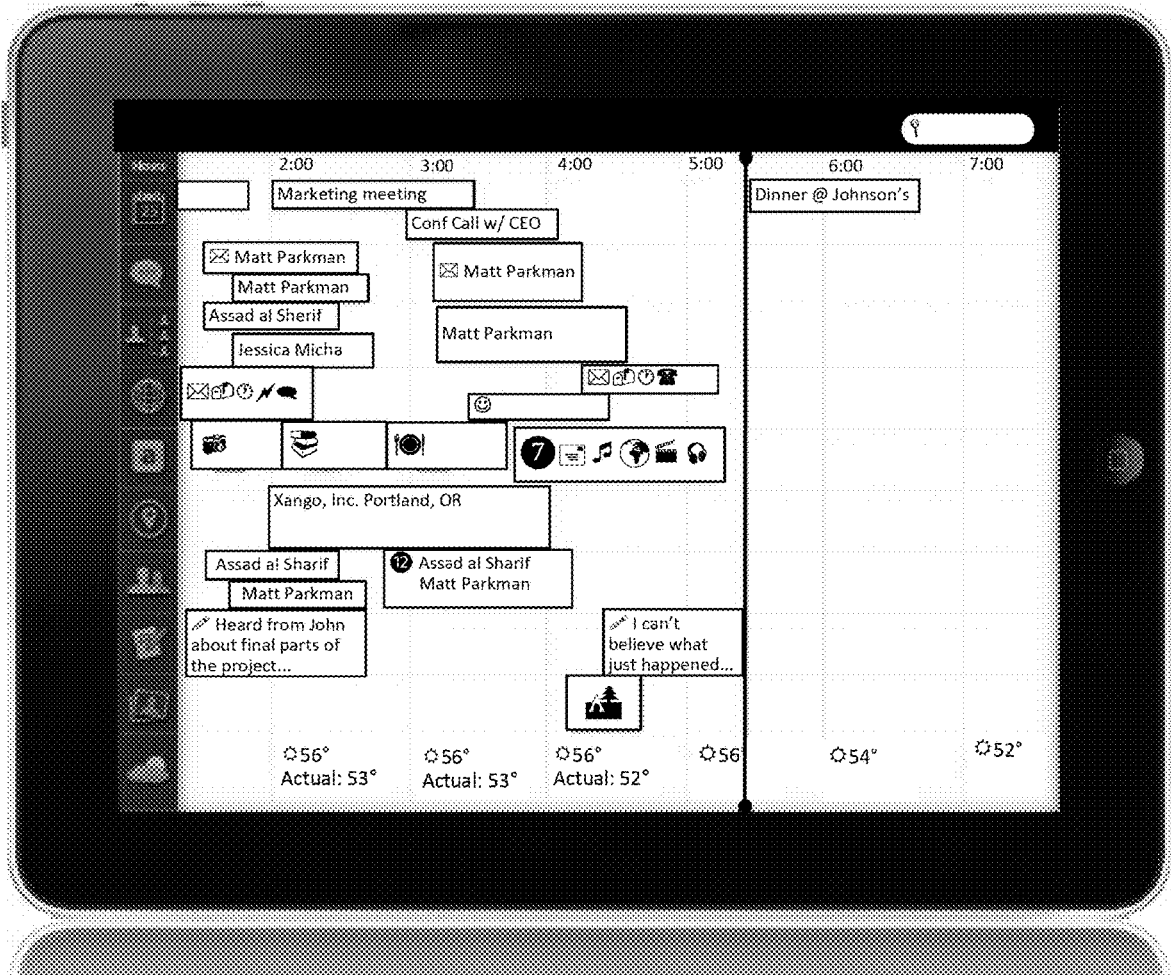 2:00 3:00 4:00 5:00 6:00 7:00
Marketing meeting
Dinner @ Johnson's
Conf Call w/ CEO
Matt Parkman
Matt Parkman
Matt Parkman
Assad al Sherif
Matt Parkman
Jessica Micha
7
Xango, Inc. Portland, OR
Assad al Sharif
12 Assad al Sharif
Matt Parkman
Matt Parkman
Heard from John
about final parts of
the project...
I can't
believe what
just happened...
56° 56° 56° 56 54° 52°
Actual: 53° Actual: 53° Actual: 52°